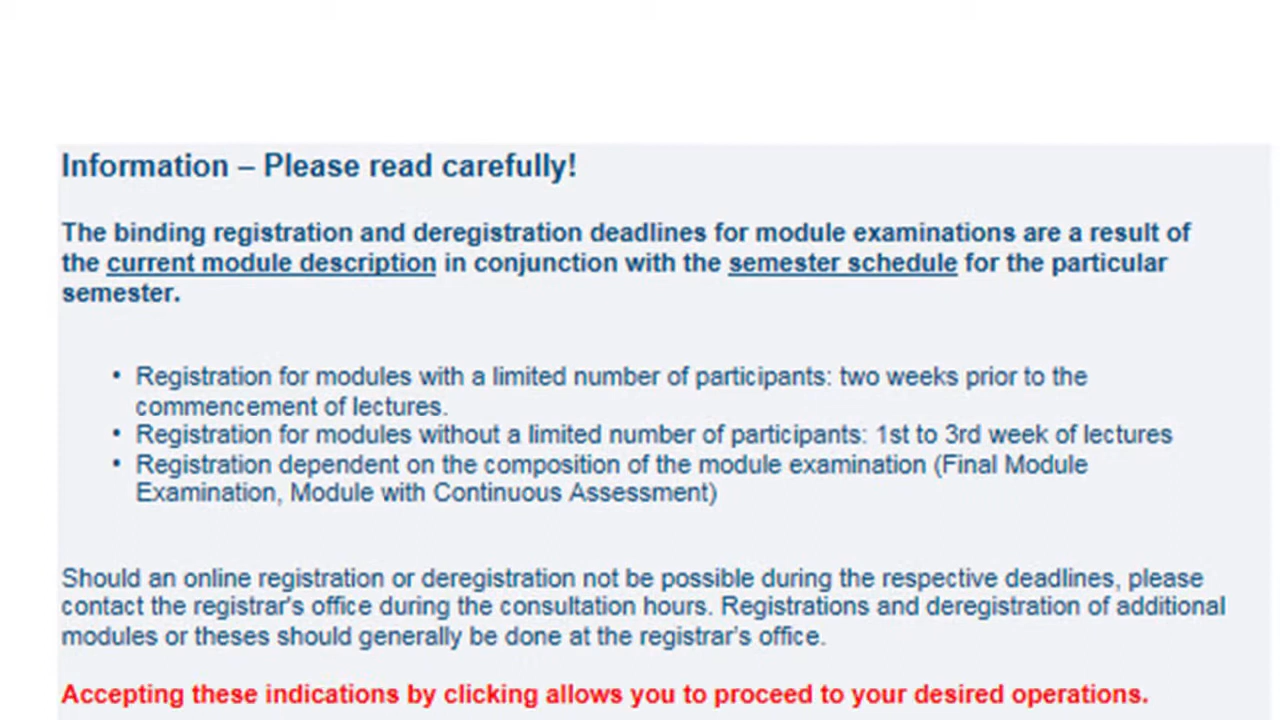 Information – Please read carefully!
The binding registration and deregistration deadlines for module examinations are a result of
the current module description in conjunction with the semester schedule for the particular
semester.
• Registration for modules with a limited number of participants: two weeks prior to the
commencement of lectures.
• Registration for modules without a limited number of participants: 1st to 3rd week of lectures
• Registration dependent on the composition of the module examination (Final Module
Examination, Module with Continuous Assessment)
Should an online registration or deregistration not be possible during the respective deadlines, please
contact the registrar's office during the consultation hours. Registrations and deregistration of additional
modules or theses should generally be done at the registrar's office.
Accepting these indications by clicking allows you to proceed to your desired operations.